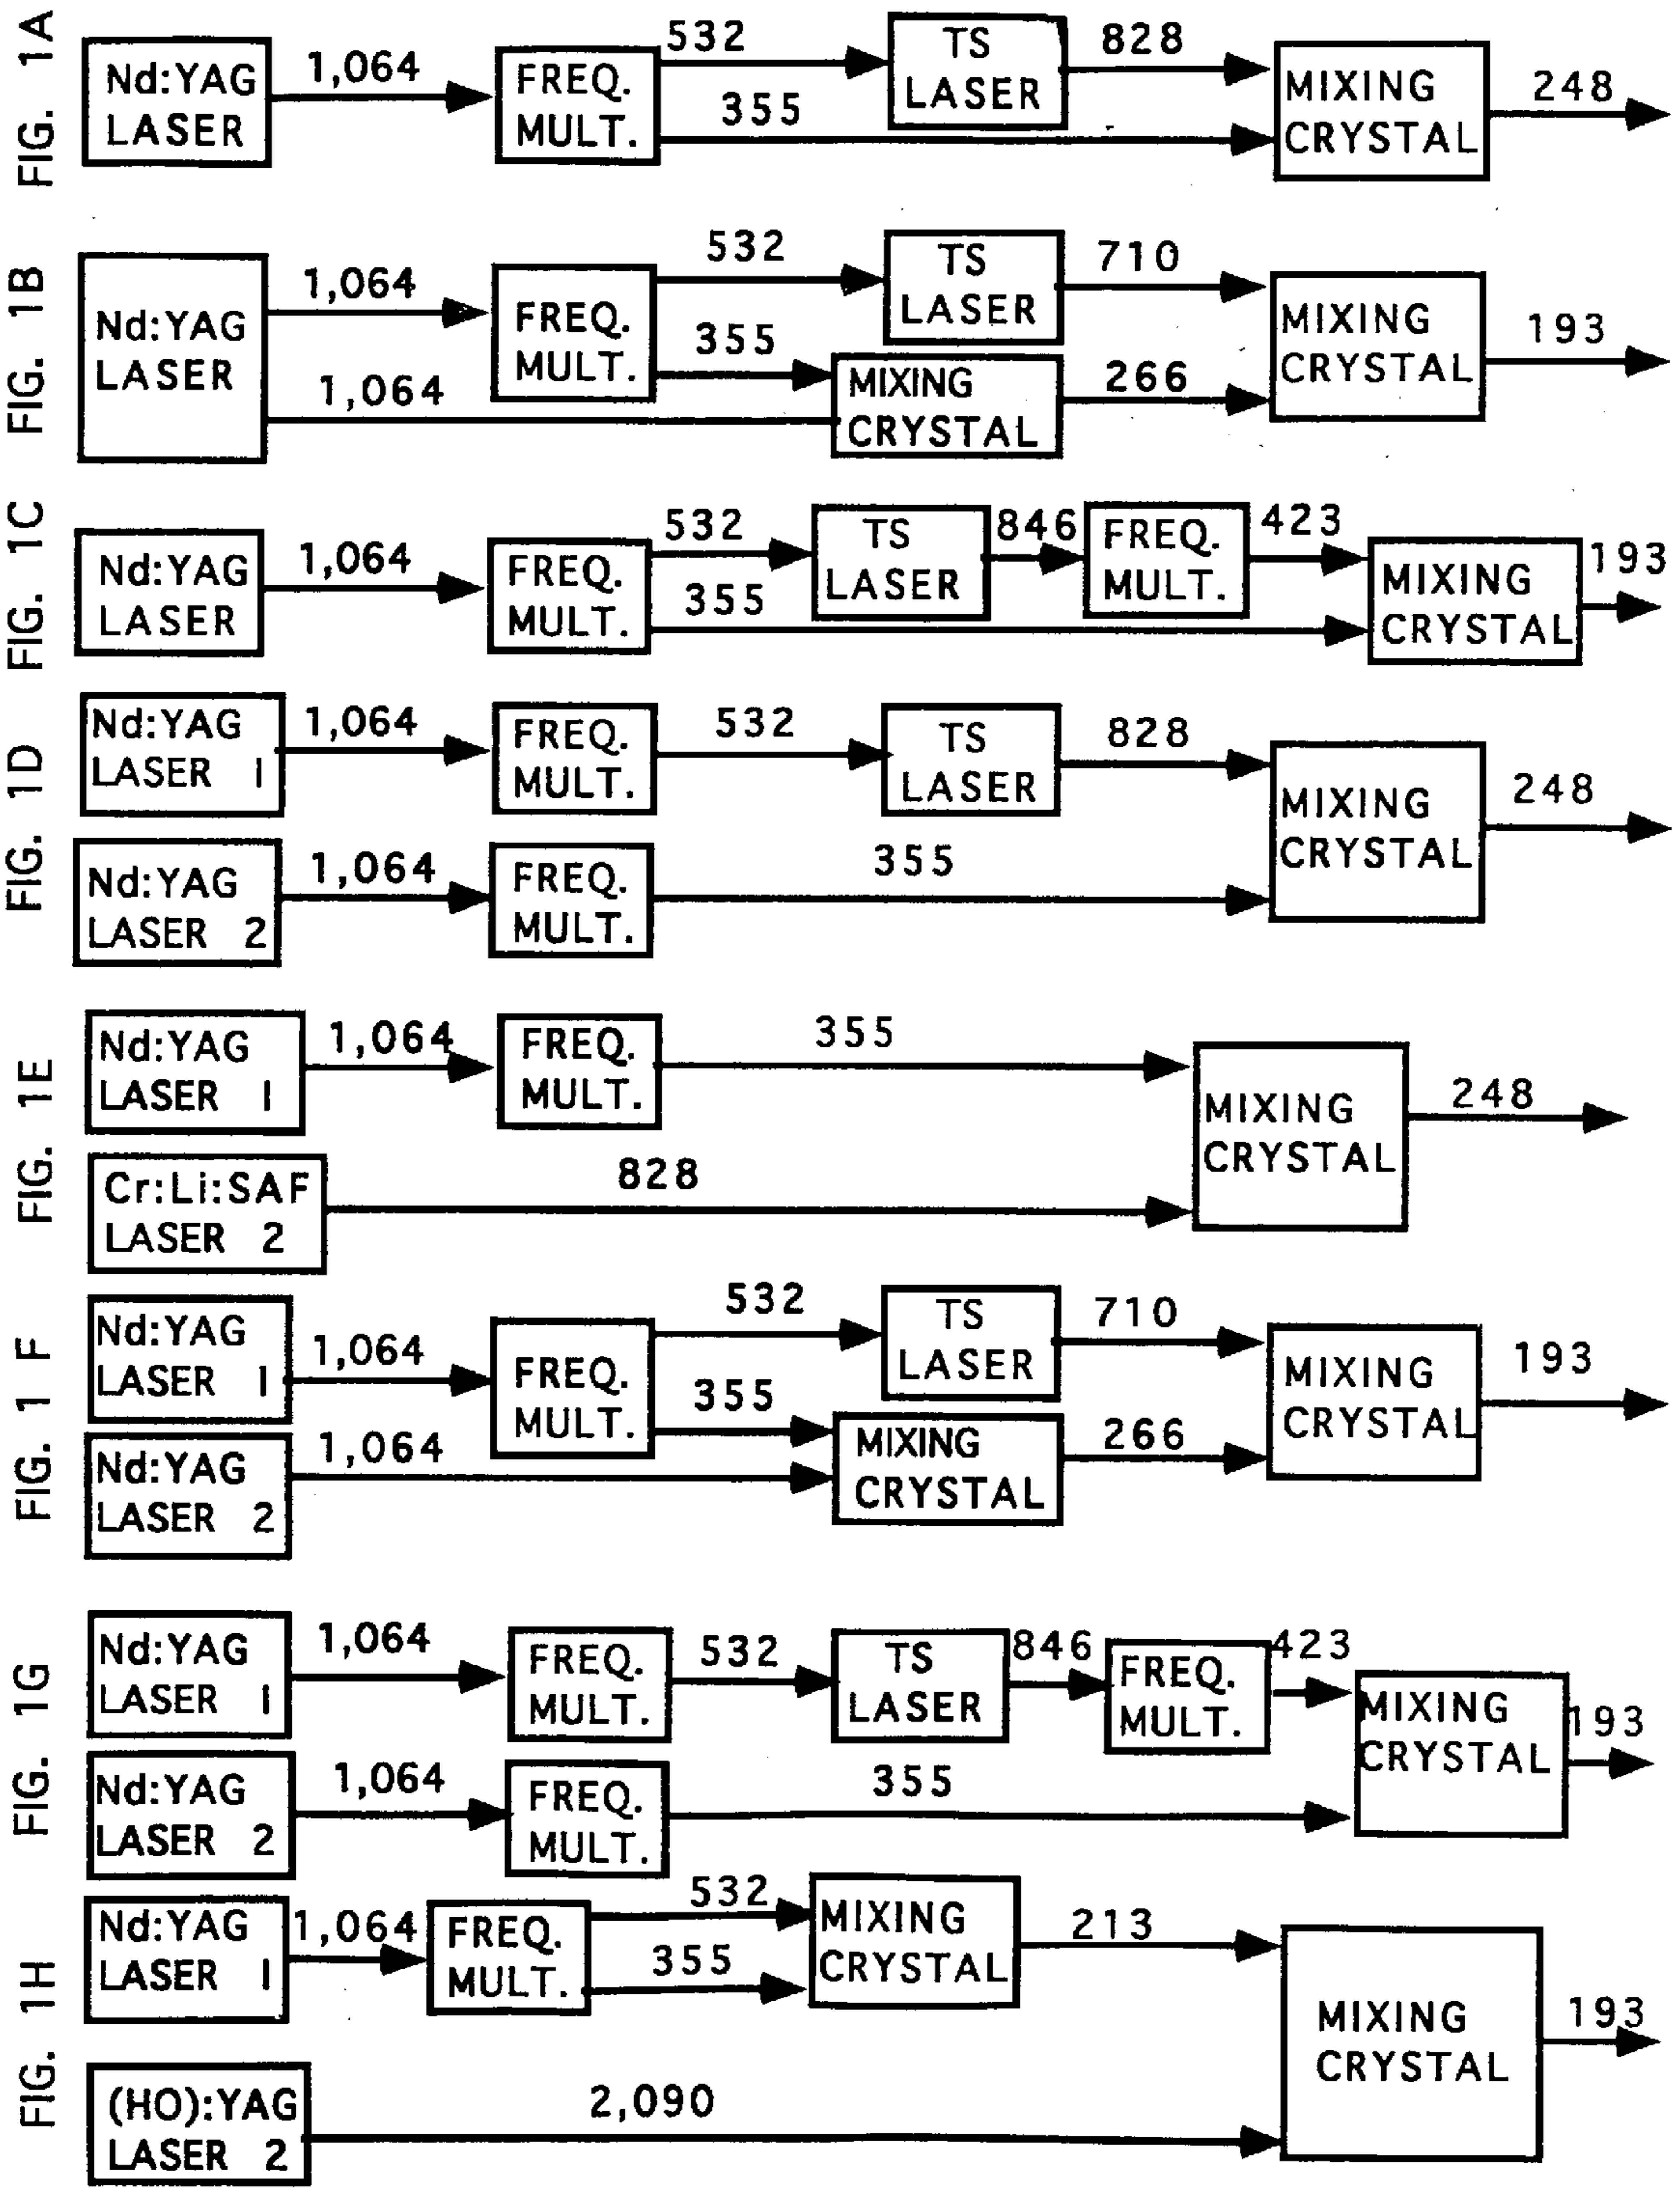 FIG. 1A
Nd:YAG
LASER
1,064
FREQ.
MULT.
532
355
TS
LASER
828
MIXING
CRYSTAL
248
FIG. 1B
Nd:YAG
LASER
1,064
1,064
FREQ.
MULT.
532
355
TS
LASER
MIXING
CRYSTAL
710
266
MIXING
CRYSTAL
193
FIG. 1C
Nd:YAG
LASER
1,064
FREQ.
MULT.
532
355
TS
LASER
846
FREQ.
MULT.
423
MIXING
CRYSTAL
193
FIG. 1D
Nd:YAG
LASER 1
1,064
FREQ.
MULT.
532
TS
LASER
828
Nd:YAG
LASER 2
1,064
FREQ.
MULT.
355
MIXING
CRYSTAL
248
FIG. 1E
Nd:YAG
LASER 1
1,064
FREQ.
MULT.
355
Cr:Li:SAF
LASER 2
828
MIXING
CRYSTAL
248
FIG. 1 F
Nd:YAG
LASER 1
1,064
FREQ.
MULT.
532
355
TS
LASER
710
Nd:YAG
LASER 2
1,064
MIXING
CRYSTAL
266
MIXING
CRYSTAL
193
FIG. 1G
Nd:YAG
LASER 1
1,064
FREQ.
MULT.
532
TS
LASER
846
FREQ.
MULT.
423
Nd:YAG
LASER 2
1,064
FREQ.
MULT.
355
MIXING
CRYSTAL
193
FIG. 1H
Nd:YAG
LASER 1
1,064
FREQ.
MULT.
532
355
MIXING
CRYSTAL
213
(HO):YAG
LASER 2
2,090
MIXING
CRYSTAL
193